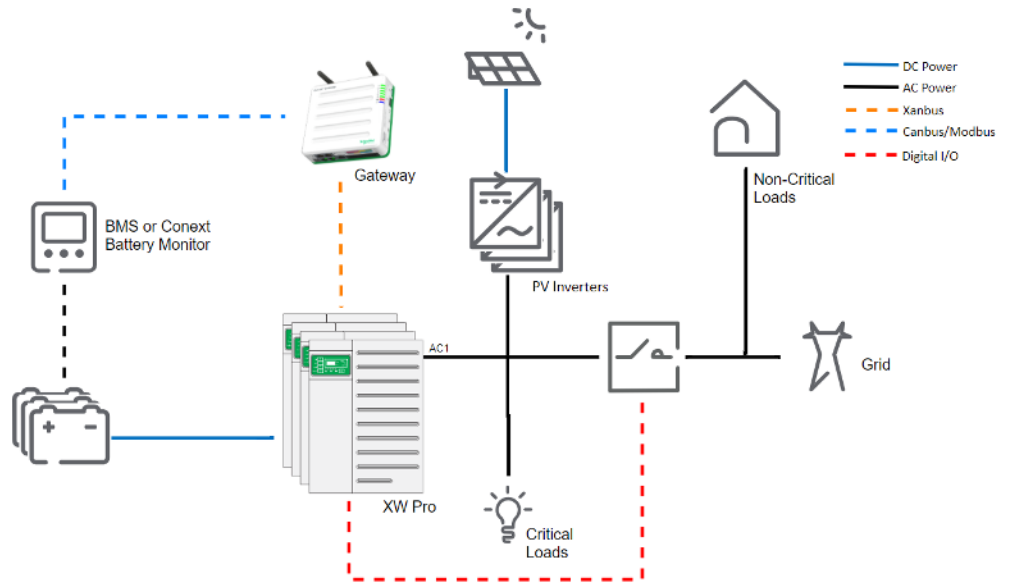 DC Power
AC Power
Xanbus
Canbus/Modbus
Digital I/O
Gateway
Non-Critical
Loads
BMS or Conext
Battery Monitor
PV Inverters
AC1
Grid
XW Pro
Critical
Loads